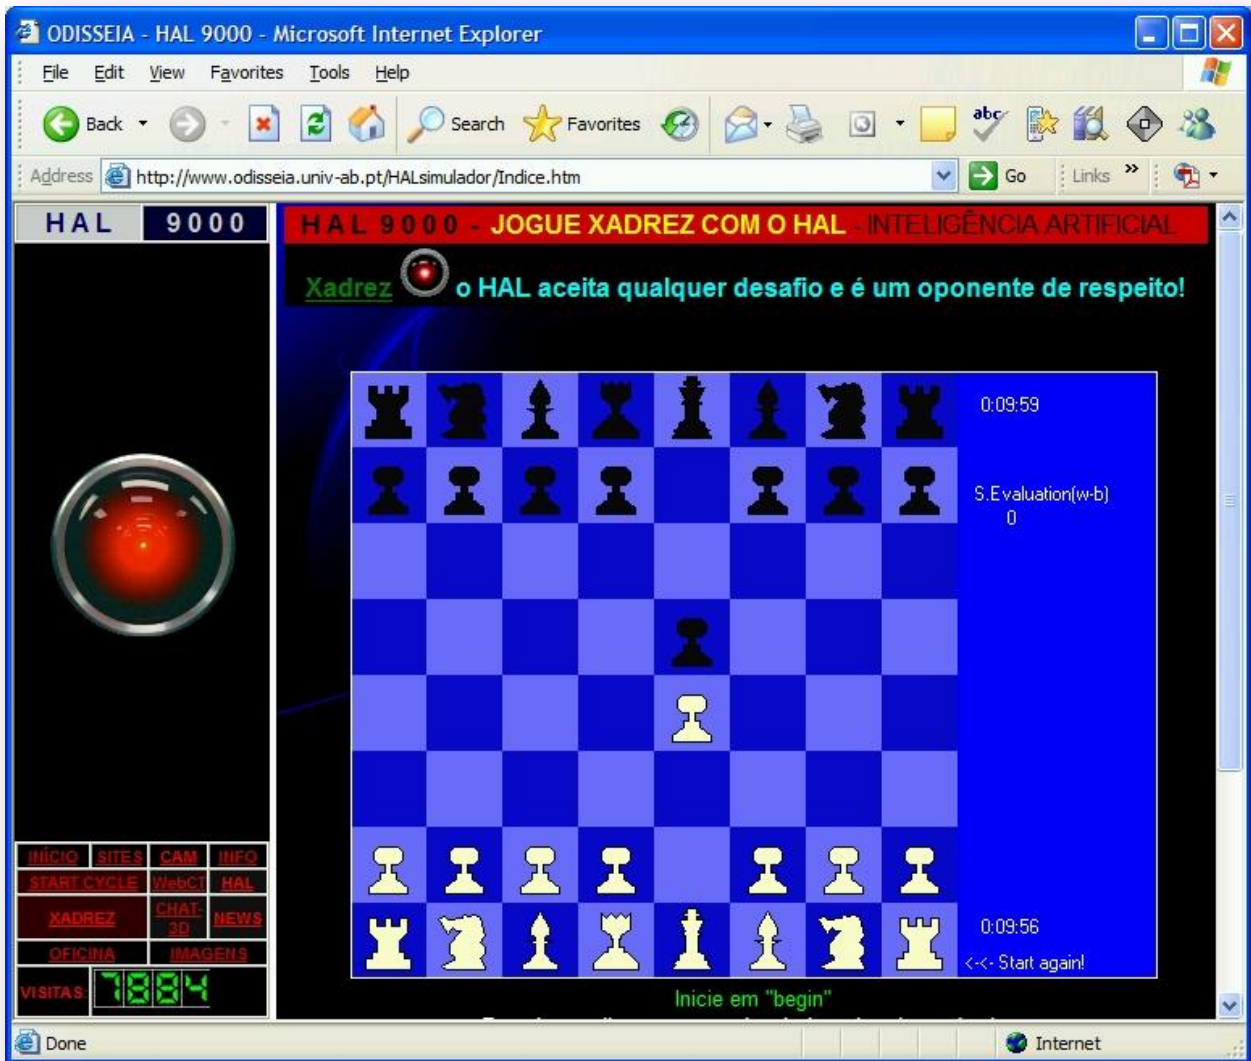 ODISSEIA - HAL 9000 - Microsoft Internet Explorer
File Edit View Favorites Tools Help
Back Search Favorites abc
Address http://www.odisseia.univ-ab.pt/HALsimulador/Indice.htm Go Links »
HAL 9000
HAL 9000 - JOGUE XADREZ COM O HAL - INTELIGÊNCIA ARTIFICIAL
Xadrez o HAL aceita qualquer desafio e é um oponente de respeito!
0:09:59
S.Evaluation(w-b)
0
INÍCIO SITES CAM INFO
START CYCLE WebCT HAL
XADREZ CHAT-3D NEWS
OFICINA IMAGENS
VISITAS: 7884
0:09:56
<-<- Start again!
Inicie em "begin"
Done Internet